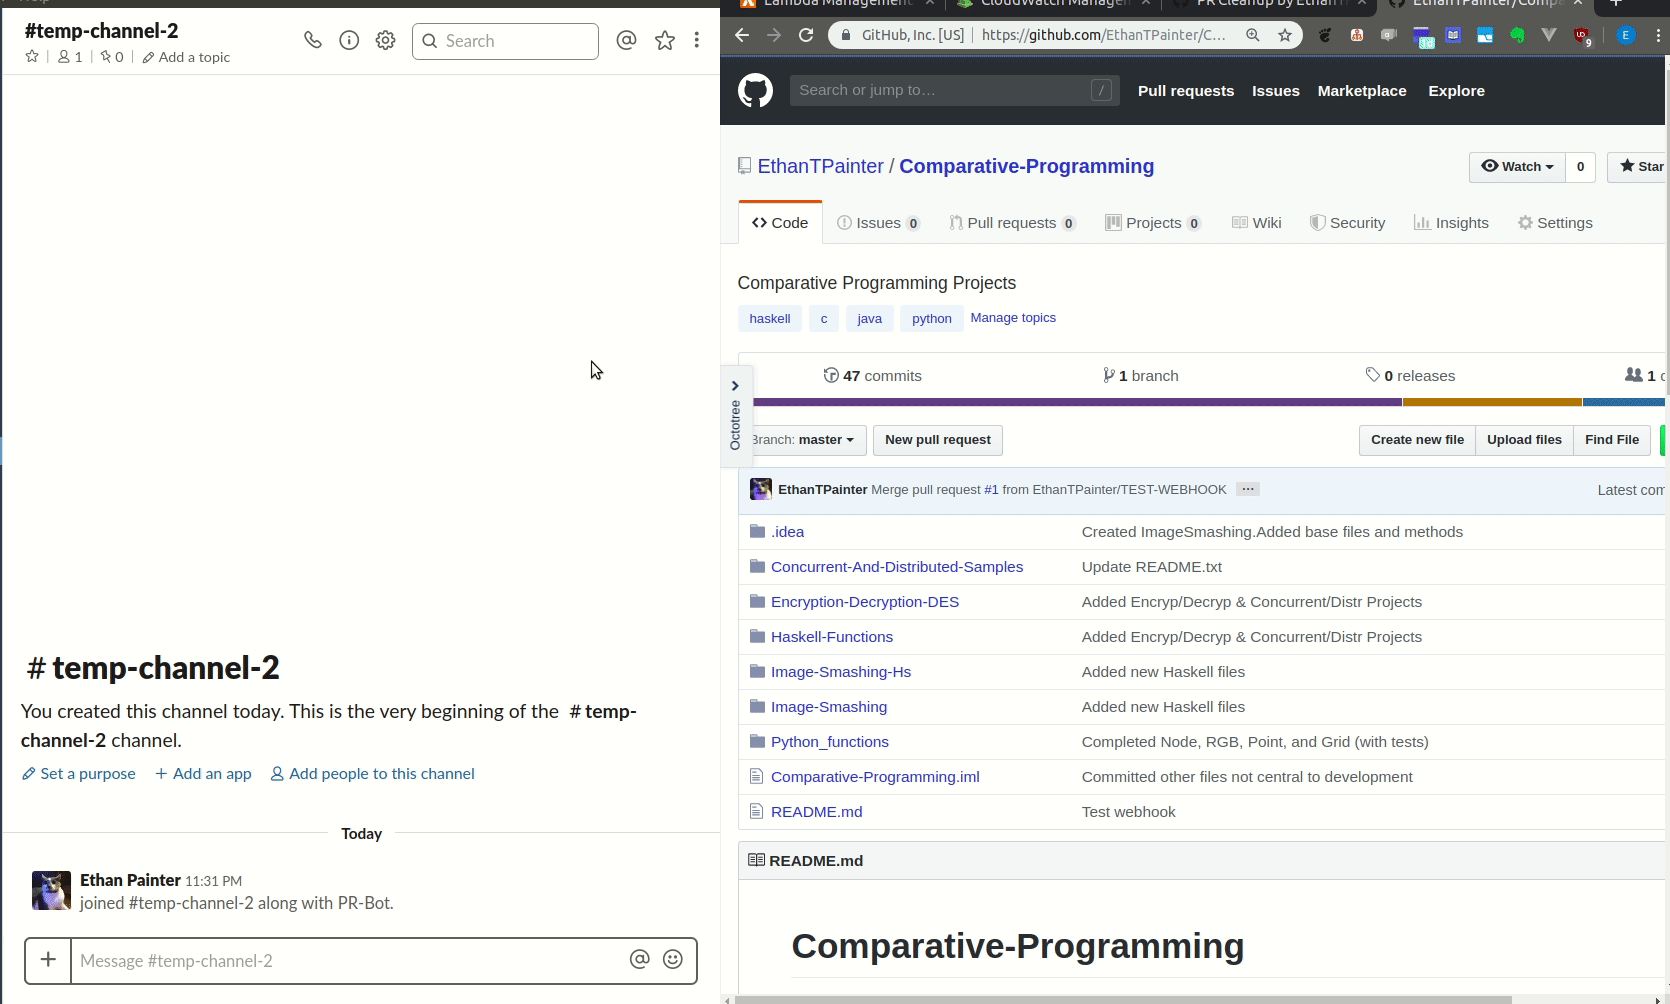 Help
#temp-channel-2
1
0
Add a topic
Search
# temp-channel-2
You created this channel today. This is the very beginning of the # temp-
channel-2 channel.
Set a purpose
Add an app
Add people to this channel
Today
Ethan Painter 11:31 PM
joined #temp-channel-2 along with PR-Bot.
Message #temp-channel-2
Lambda Management
CloudWatch Managem
PR Cleanup by Ethan
EthanTPainter/Compa
GitHub, Inc. [US]
https://github.com/EthanTPainter/C...
9
E
Search or jump to...
/
Pull requests
Issues
Marketplace
Explore
EthanTPainter / Comparative-Programming
Watch
0
Star
Code
Issues 0
Pull requests 0
Projects 0
Wiki
Security
Insights
Settings
Comparative Programming Projects
haskell
c
java
python
Manage topics
47 commits
1 branch
0 releases
1 c
Octotree
Branch: master
New pull request
Create new file
Upload files
Find File
EthanTPainter Merge pull request #1 from EthanTPainter/TEST-WEBHOOK
...
Latest com
.idea
Created ImageSmashing.Added base files and methods
Concurrent-And-Distributed-Samples
Update README.txt
Encryption-Decryption-DES
Added Encryp/Decryp & Concurrent/Distr Projects
Haskell-Functions
Added Encryp/Decryp & Concurrent/Distr Projects
Image-Smashing-Hs
Added new Haskell files
Image-Smashing
Added new Haskell files
Python_functions
Completed Node, RGB, Point, and Grid (with tests)
Comparative-Programming.iml
Committed other files not central to development
README.md
Test webhook
README.md
Comparative-Programming